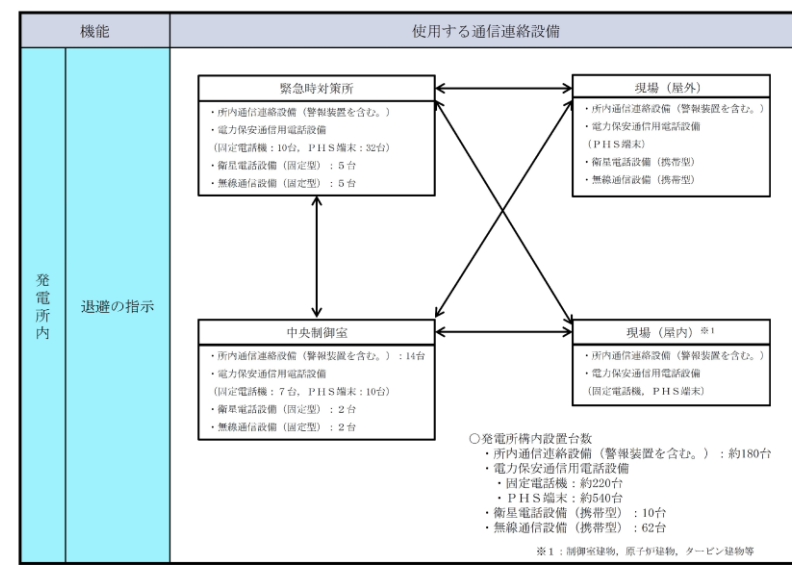 機能
使用する通信連絡設備
発電所内
退避の指示
緊急時対策所
・所内通信連絡設備（警報装置を含む。）
・電力保安通信用電話設備
（固定電話機：10台，ＰＨＳ端末：32台）
・衛星電話設備（固定型）：５台
・無線通信設備（固定型）：５台
現場（屋外）
・所内通信連絡設備（警報装置を含む。）
・電力保安通信用電話設備
（ＰＨＳ端末）
・衛星電話設備（携帯型）
・無線通信設備（携帯型）
中央制御室
・所内通信連絡設備（警報装置を含む。）：14台
・電力保安通信用電話設備
（固定電話機：７台，ＰＨＳ端末：10台）
・衛星電話設備（固定型）：２台
・無線通信設備（固定型）：２台
現場（屋内）※１
・所内通信連絡設備（警報装置を含む。）
・電力保安通信用電話設備
（固定電話機，ＰＨＳ端末）
○発電所構内設置台数
・所内通信連絡設備（警報装置を含む。）：約180台
・電力保安通信用電話設備
・固定電話機：約220台
・ＰＨＳ端末：約540台
・衛星電話設備（携帯型）：10台
・無線通信設備（携帯型）：62台
※１：制御室建物，原子炉建物，タービン建物等